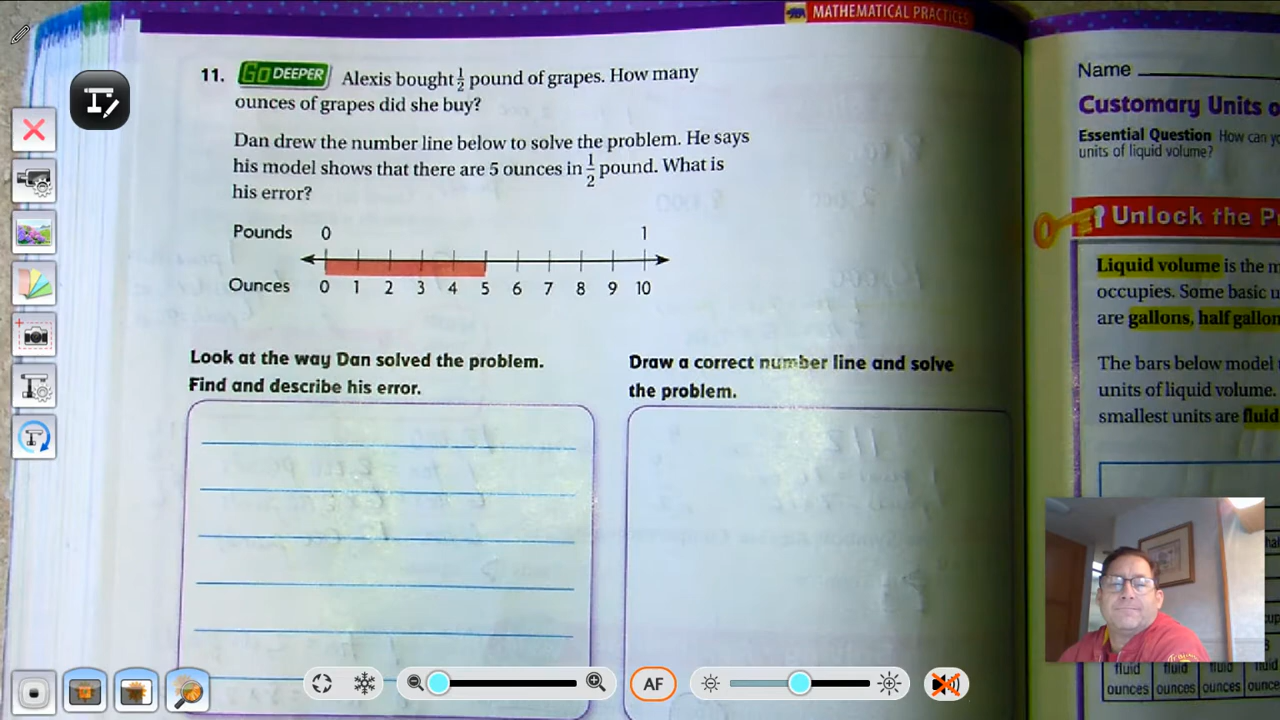 MATHEMATICAL PRACTICES
11. GO DEEPER Alexis bought 1/2 pound of grapes. How many
ounces of grapes did she buy?
Dan drew the number line below to solve the problem. He says
his model shows that there are 5 ounces in 1/2 pound. What is
his error?
Pounds 0 1
Ounces 0 1 2 3 4 5 6 7 8 9 10
Look at the way Dan solved the problem.
Find and describe his error.
Draw a correct number line and solve
the problem.
Name
Customary Units o
Essential Question How can yo
units of liquid volume?
Unlock the P
Liquid volume is the m
occupies. Some basic u
are gallons, half gallon
The bars below model
units of liquid volume.
smallest units are fluid
fluid fluid fluid fluid
ounces ounces ounces ounce
AF